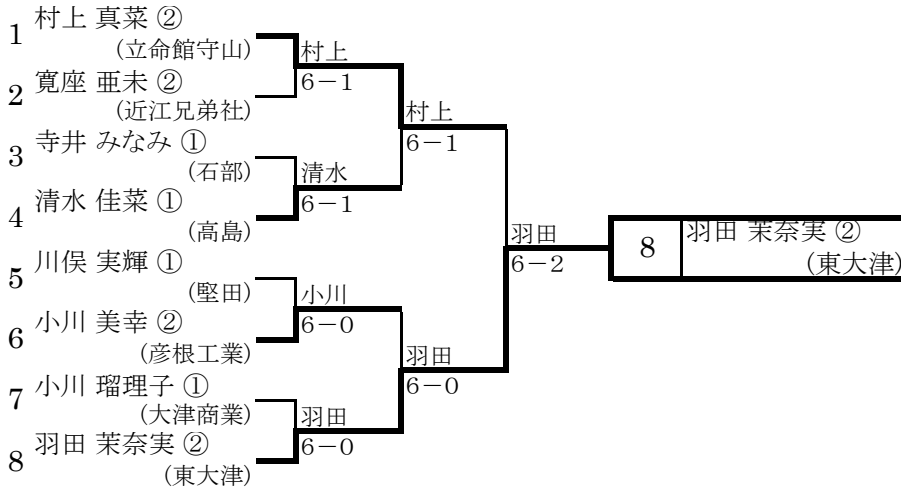 1 村上 真菜 ②
(立命館守山)
村上
6－1
2 寛座 亜未 ②
(近江兄弟社)
村上
6－1
3 寺井 みなみ ①
(石部)
清水
6－1
4 清水 佳菜 ①
(高島)
羽田
6－2
8 羽田 茉奈実 ②
(東大津)
5 川俣 実輝 ①
(堅田)
小川
6－0
6 小川 美幸 ②
(彦根工業)
羽田
6－0
7 小川 瑠理子 ①
(大津商業)
羽田
6－0
8 羽田 茉奈実 ②
(東大津)